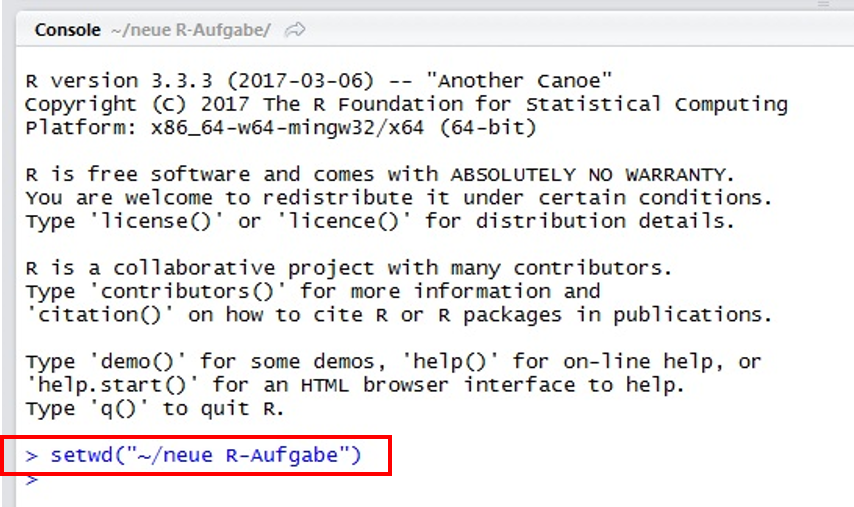 Console ~/neue R-Aufgabe/
R version 3.3.3 (2017-03-06) -- "Another Canoe"
Copyright (C) 2017 The R Foundation for Statistical Computing
Platform: x86_64-w64-mingw32/x64 (64-bit)
R is free software and comes with ABSOLUTELY NO WARRANTY.
You are welcome to redistribute it under certain conditions.
Type 'license()' or 'licence()' for distribution details.
R is a collaborative project with many contributors.
Type 'contributors()' for more information and
'citation()' on how to cite R or R packages in publications.
Type 'demo()' for some demos, 'help()' for on-line help, or
'help.start()' for an HTML browser interface to help.
Type 'q()' to quit R.
> setwd("~/neue R-Aufgabe")
>